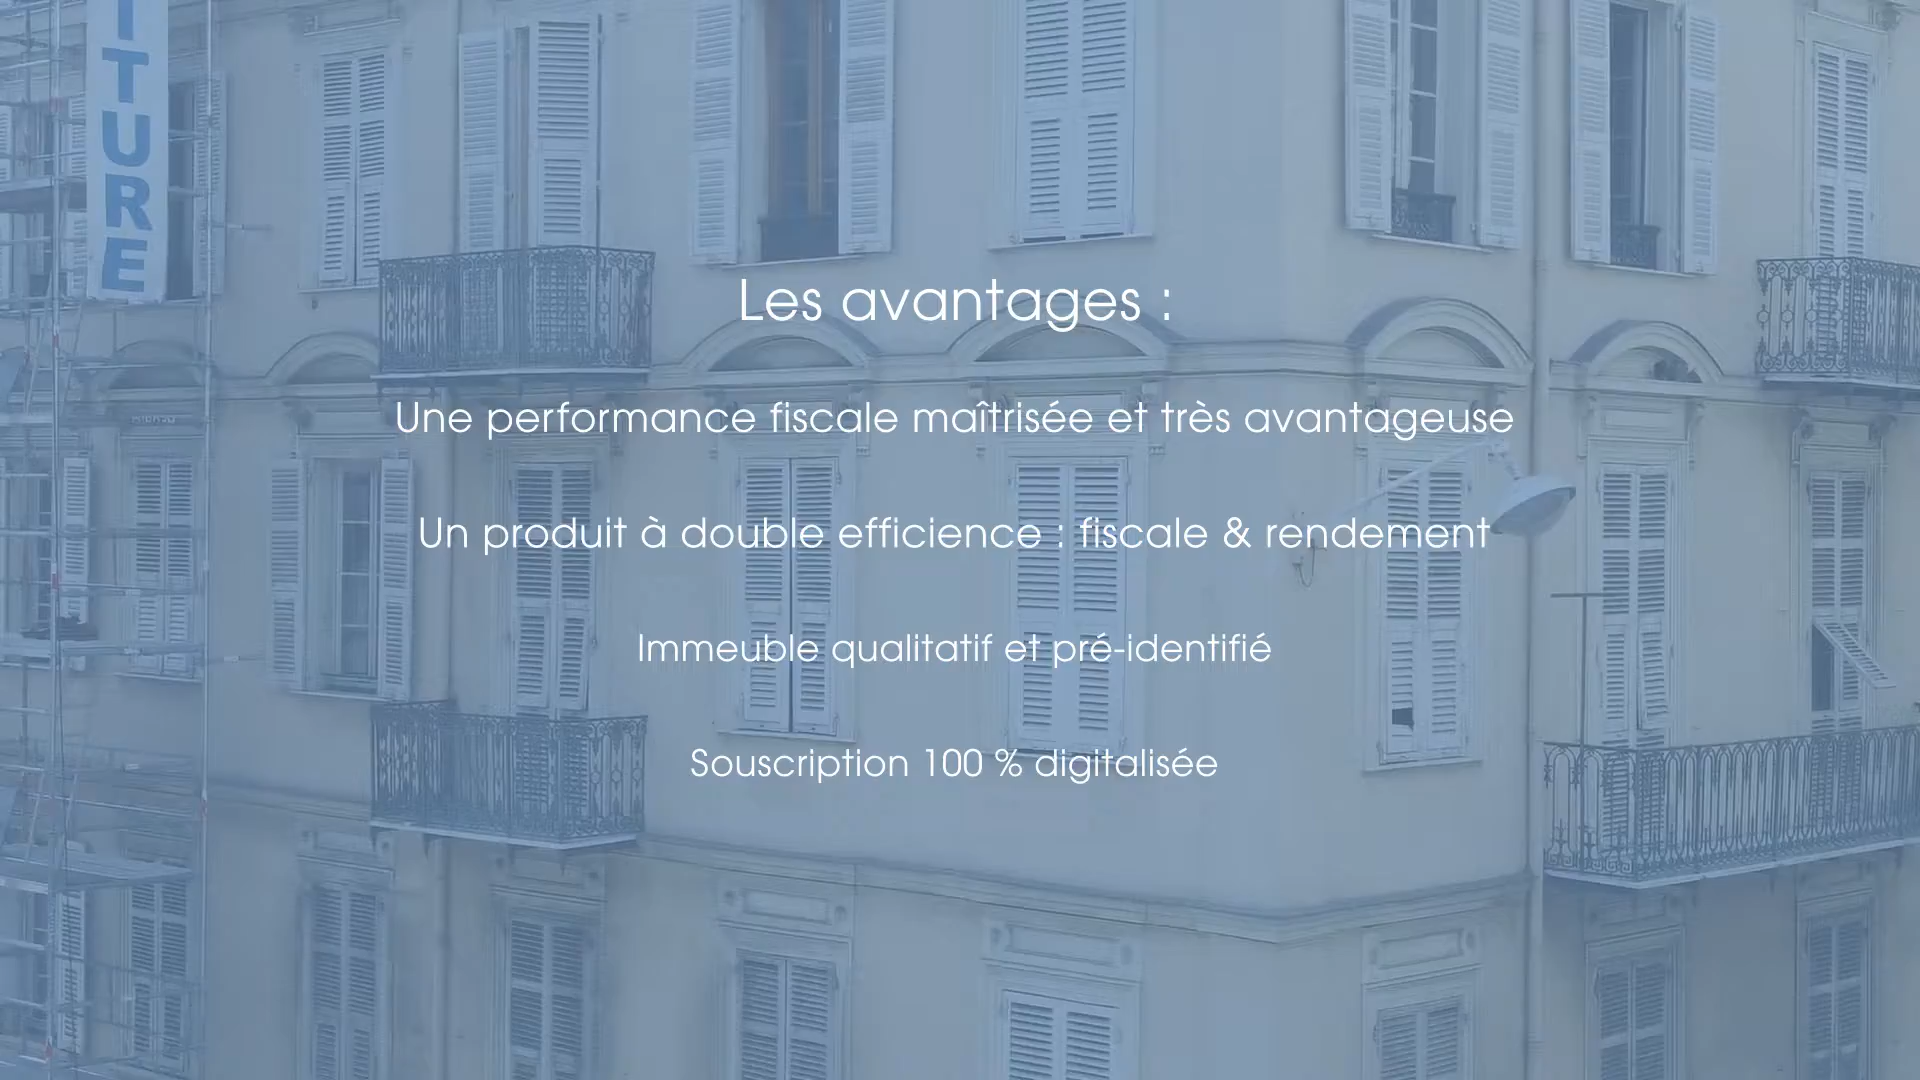 ITURE
Les avantages :
Une performance fiscale maîtrisée et très avantageuse
Un produit à double efficience : fiscale & rendement
Immeuble qualitatif et pré-identifié
Souscription 100 % digitalisée